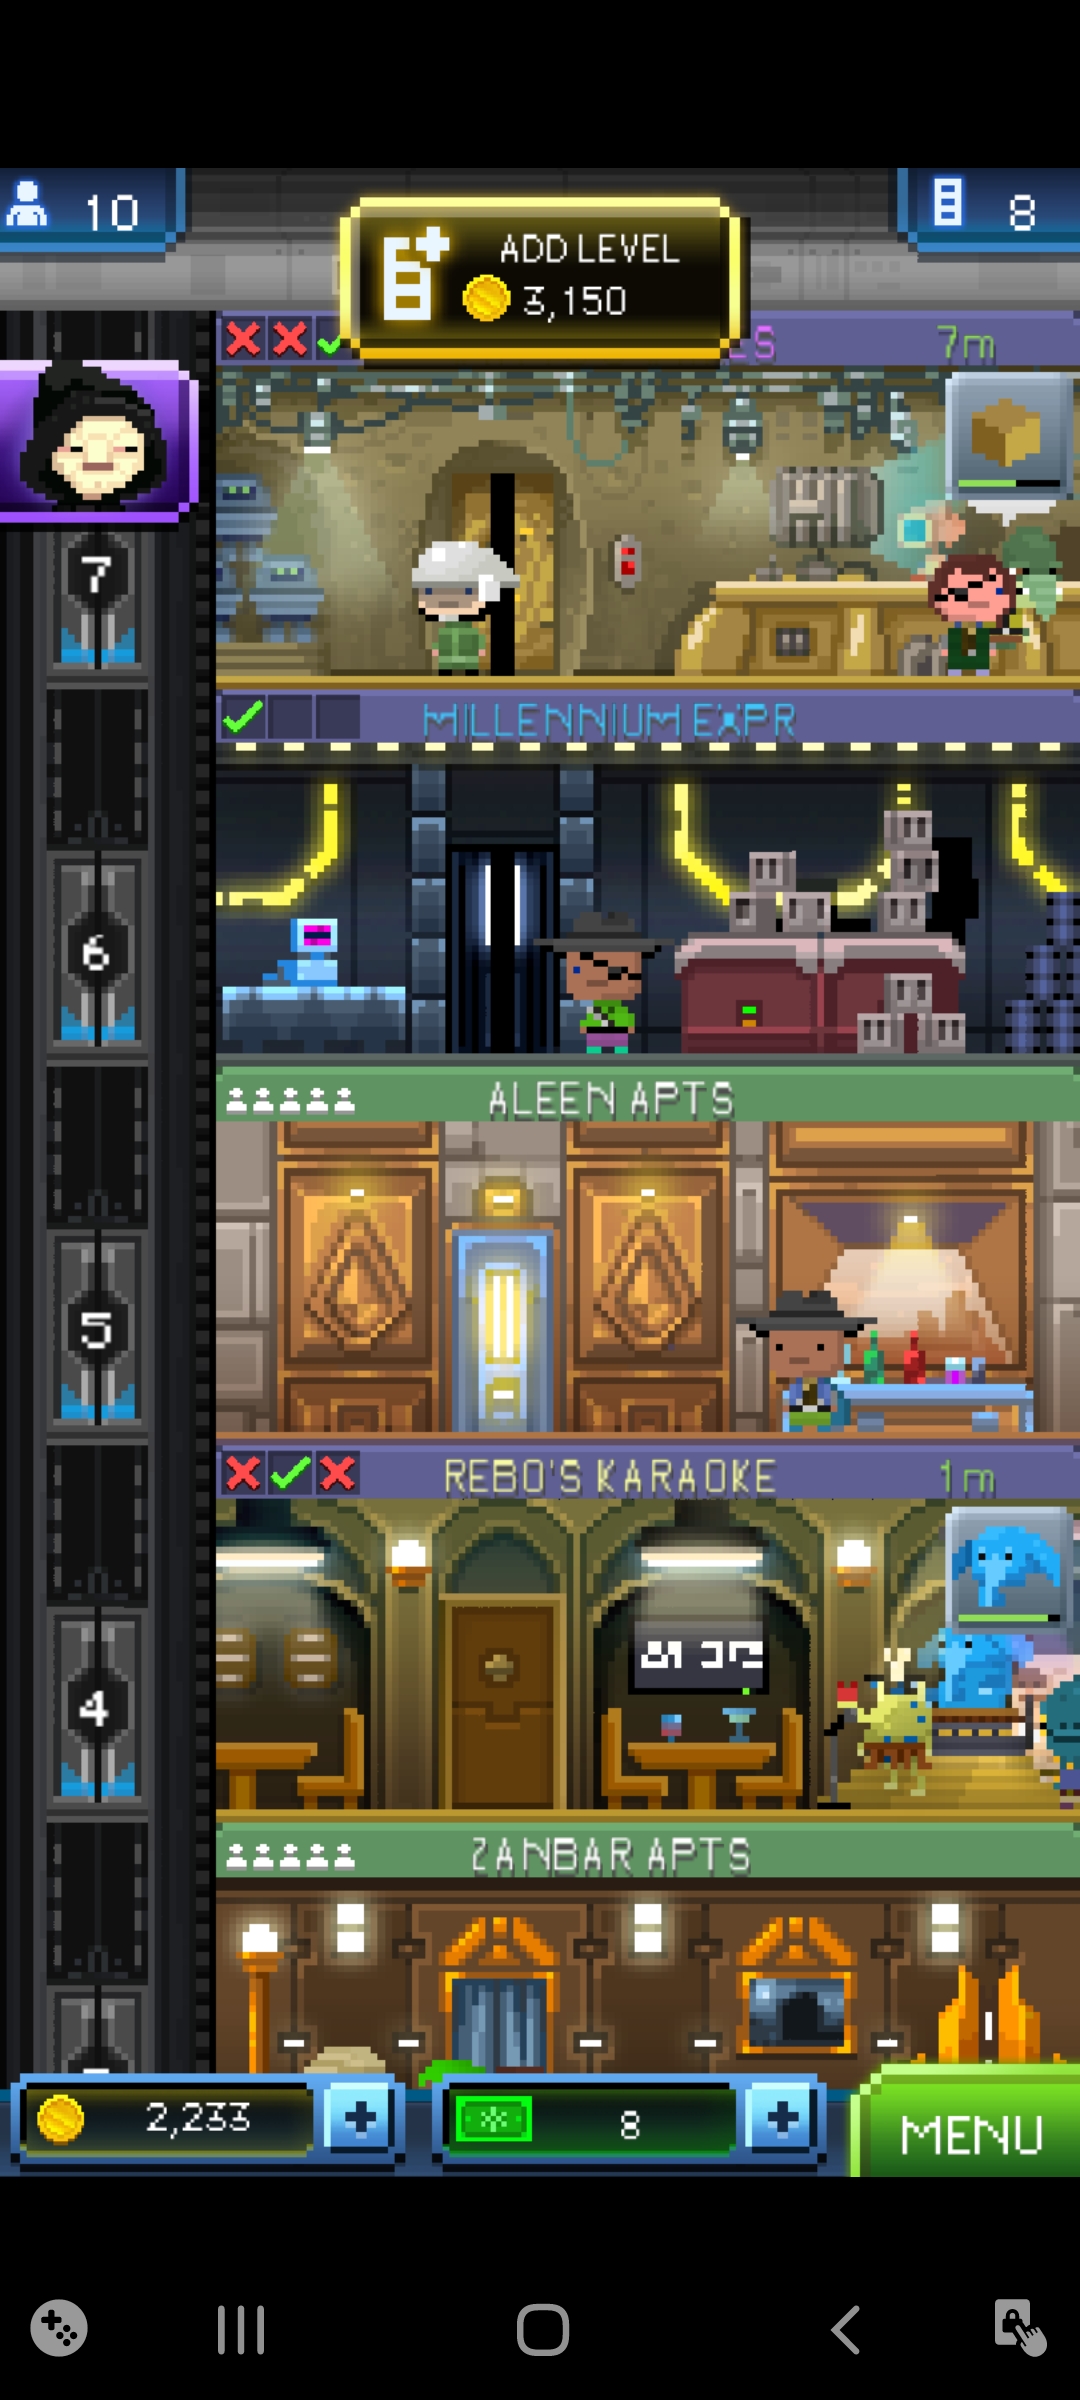 10
8
ADD LEVEL
3,150
7m
7
MILLENNIUM EXPR
6
ALEEN APTS
5
REBO'S KARAOKE
1m
4
ZANBAR APTS
2,233
8
MENU